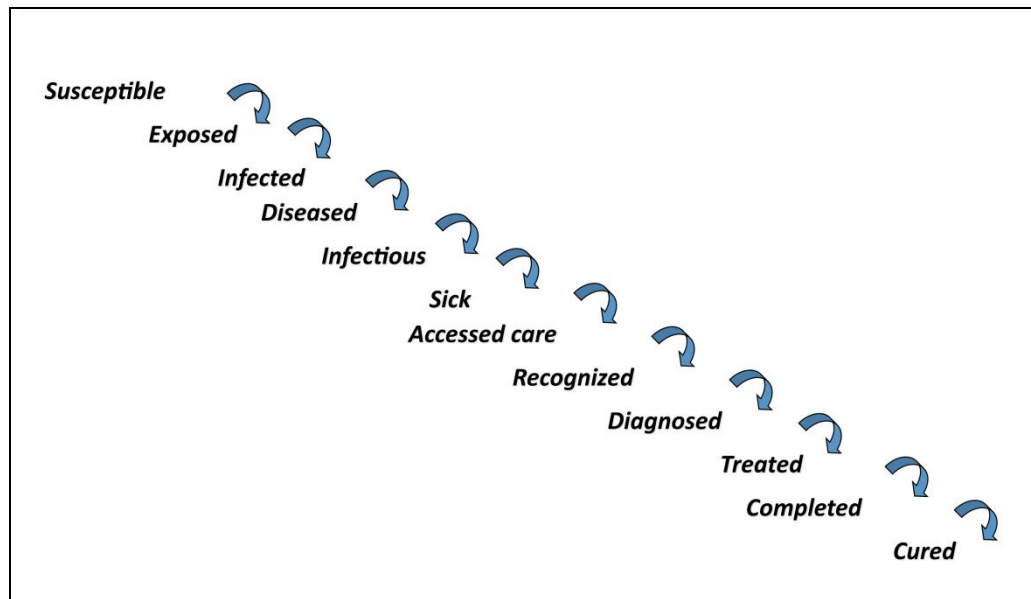 Susceptible
Exposed
Infected
Diseased
Infectious
Sick
Accessed care
Recognized
Diagnosed
Treated
Completed
Cured